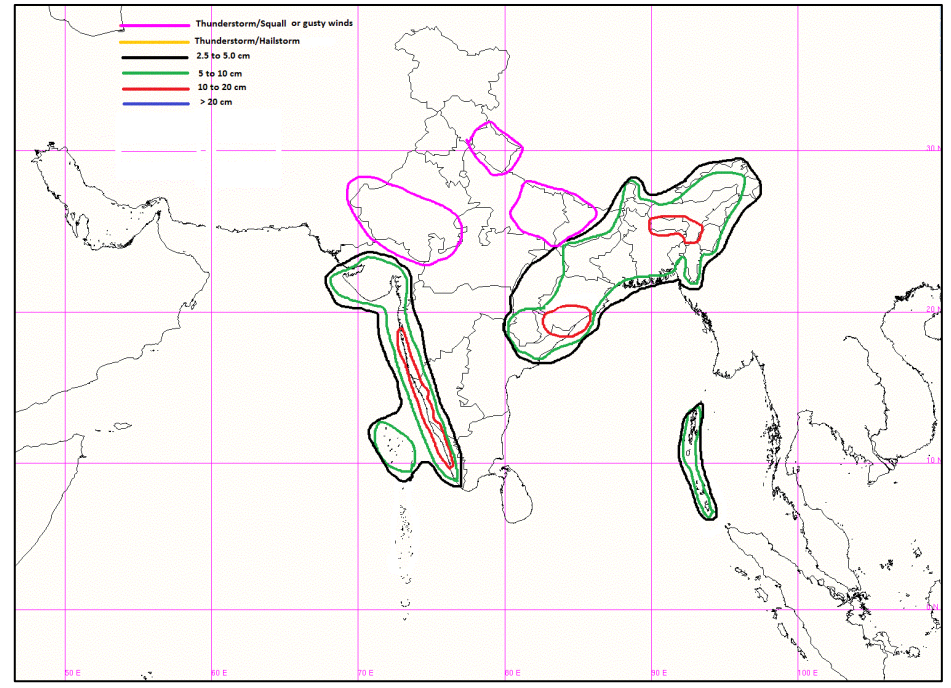 Thunderstorm/Squall or gusty winds
Thunderstorm/Hailstorm
2.5 to 5.0 cm
5 to 10 cm
10 to 20 cm
> 20 cm
30 N
20 N
10 N
50 E
60 E
70 E
80 E
90 E
100 E